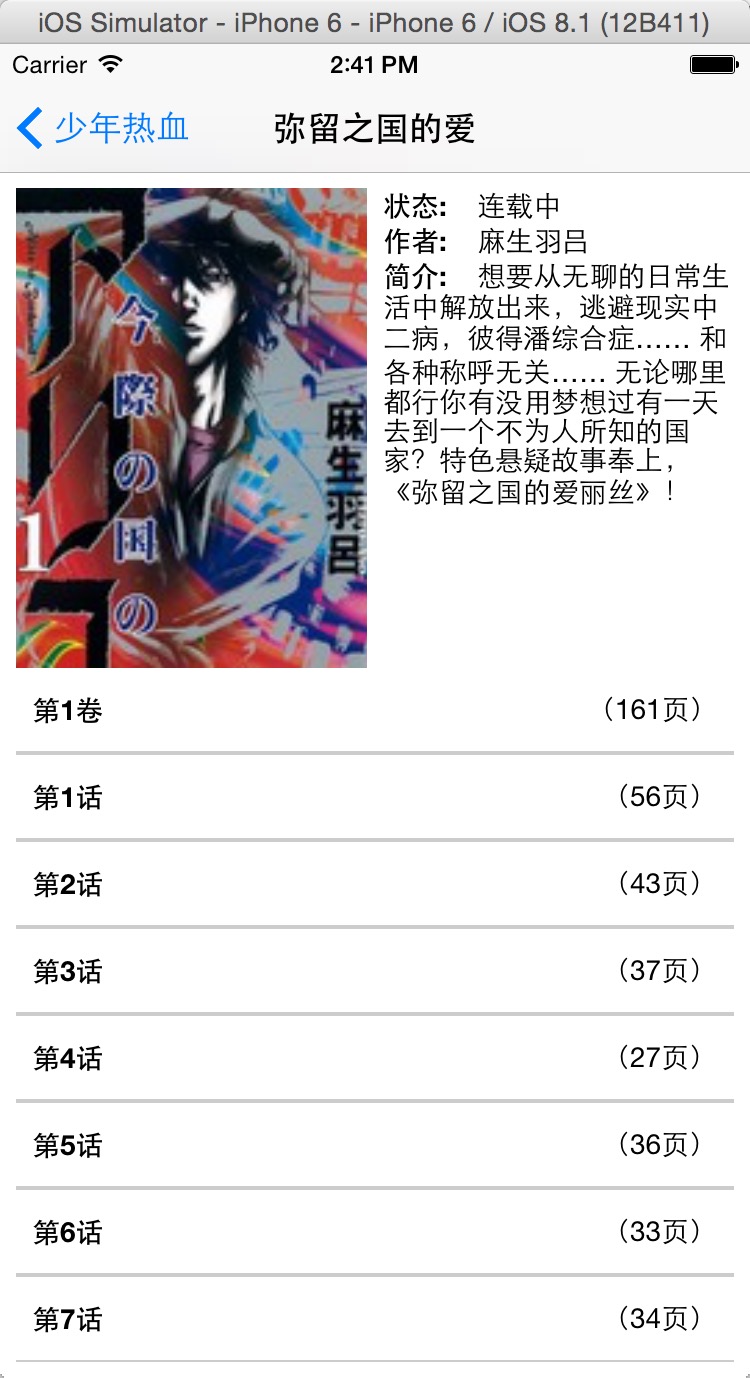 iOS Simulator - iPhone 6 - iPhone 6 / iOS 8.1 (12B411)
Carrier 2:41 PM
少年热血 弥留之国的爱
今際の国の
麻生羽呂
1
状态: 连载中
作者: 麻生羽吕
简介: 想要从无聊的日常生
活中解放出来，逃避现实中
二病，彼得潘综合症…… 和
各种称呼无关…… 无论哪里
都行你有没用梦想过有一天
去到一个不为人所知的国
家？特色悬疑故事奉上，
《弥留之国的爱丽丝》！
第1卷 （161页）
第1话 （56页）
第2话 （43页）
第3话 （37页）
第4话 （27页）
第5话 （36页）
第6话 （33页）
第7话 （34页）